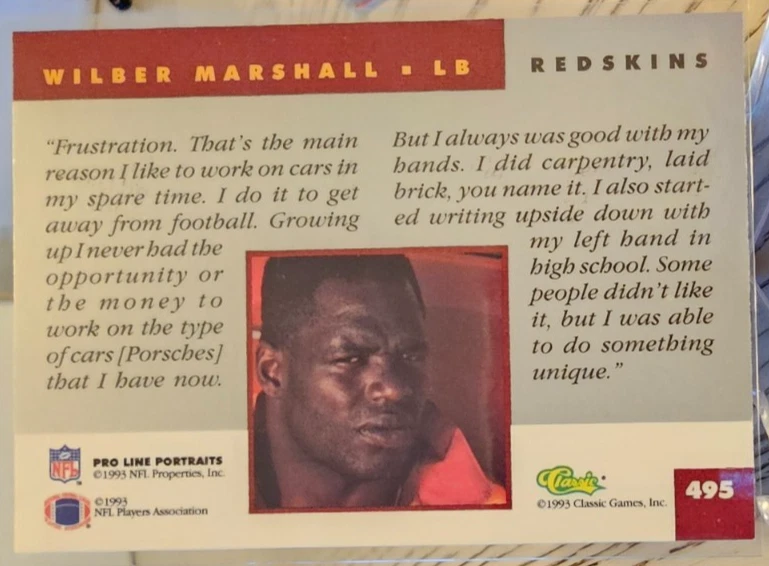 WILBER MARSHALL ▪ LB
REDSKINS
“Frustration. That’s the main
reason I like to work on cars in
my spare time. I do it to get
away from football. Growing
up I never had the
opportunity or
the money to
work on the type
of cars [Porsches]
that I have now.
But I always was good with my
hands. I did carpentry, laid
brick, you name it. I also start-
ed writing upside down with
my left hand in
high school. Some
people didn’t like
it, but I was able
to do something
unique.”
NFL
PRO LINE PORTRAITS
©1993 NFL Properties, Inc.
©1993
NFL Players Association
Classic
©1993 Classic Games, Inc.
495